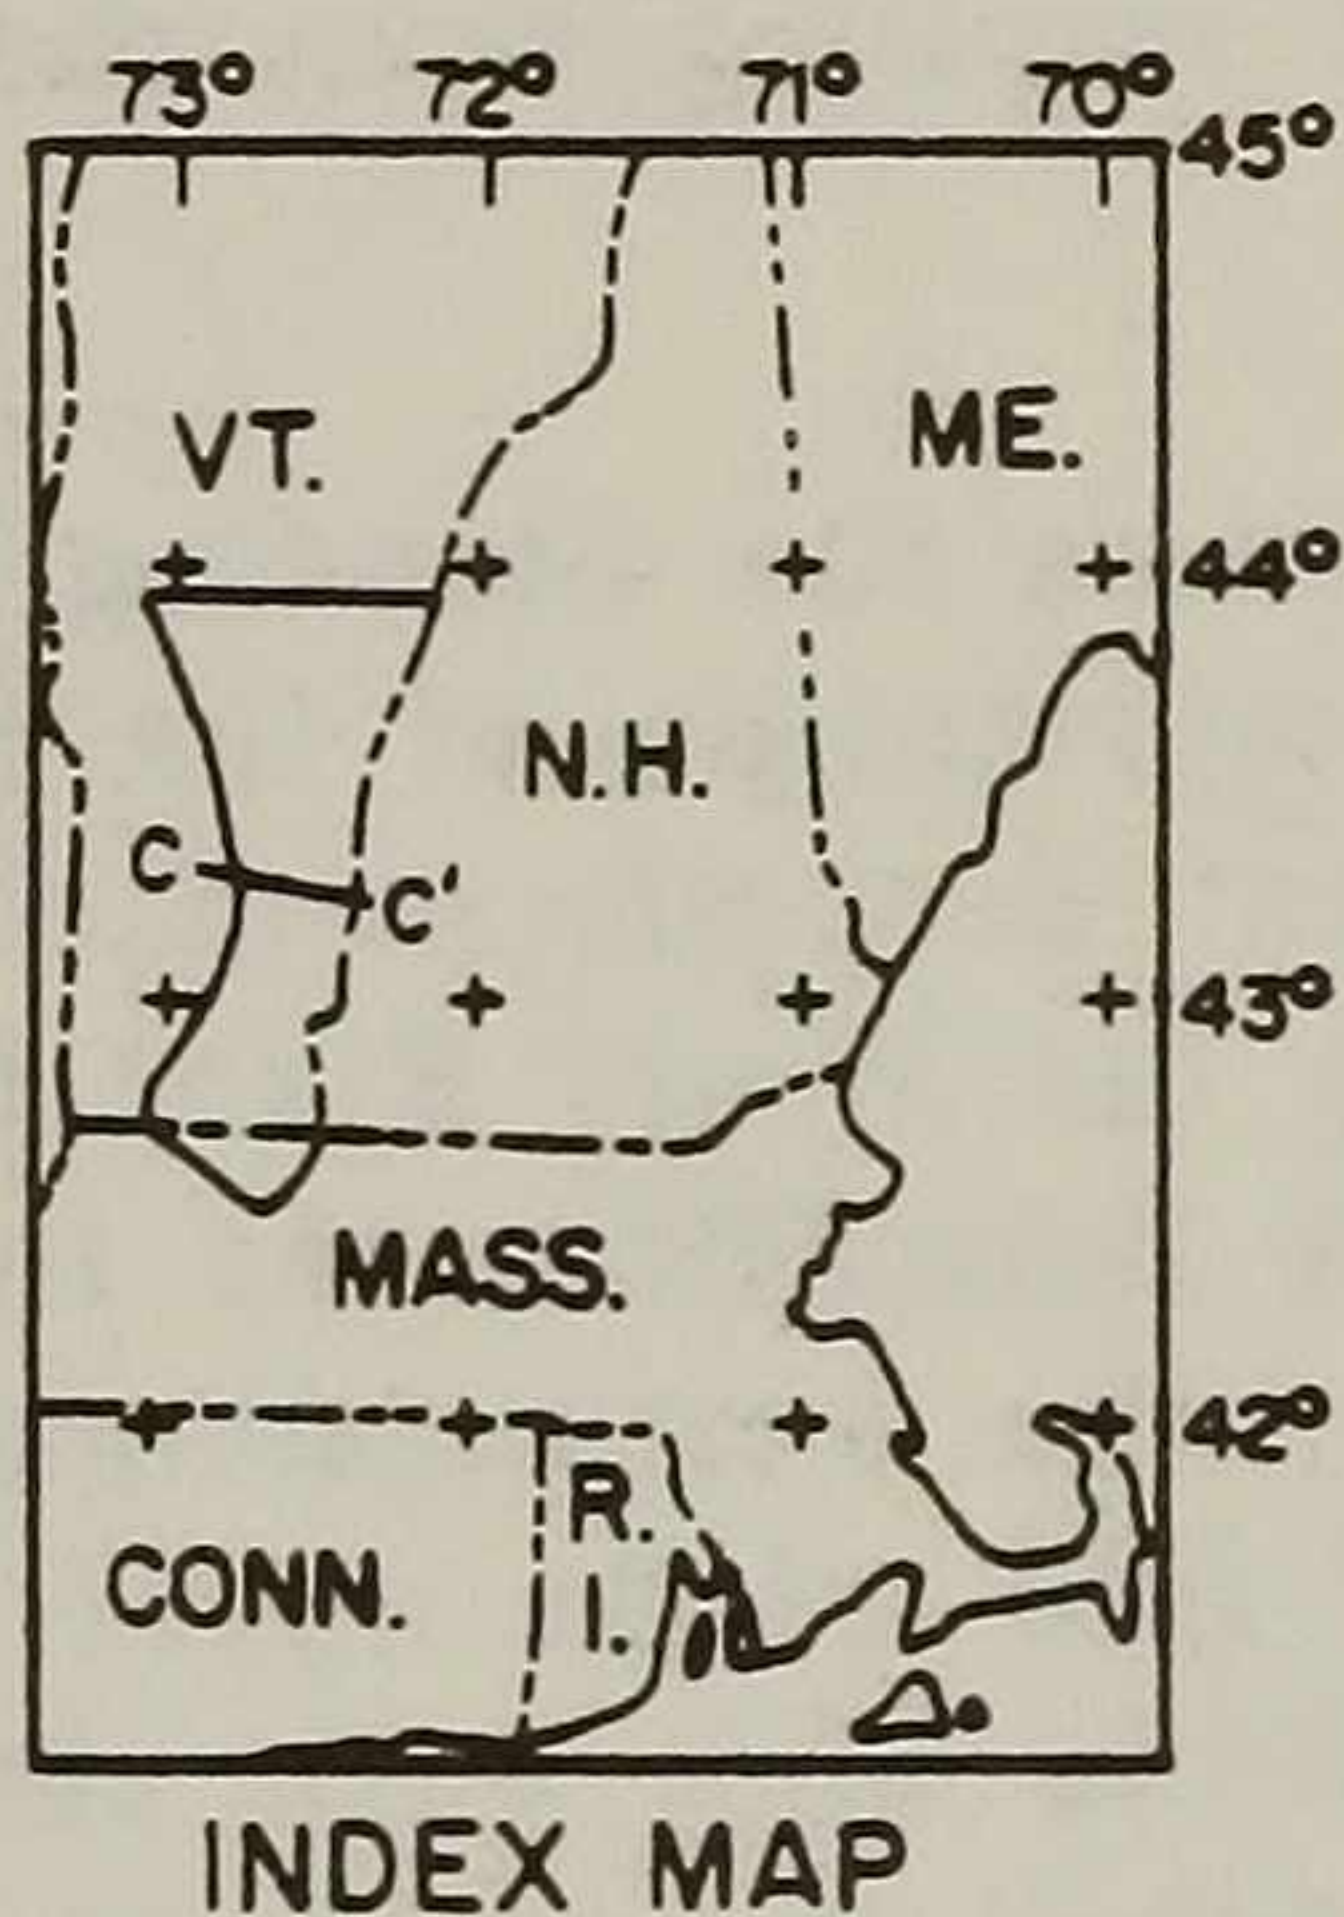 73° 72° 71° 70°
45°
VT.
ME.
44°
N.H.
C C'
43°
MASS.
42°
R.
I.
CONN.
INDEX MAP